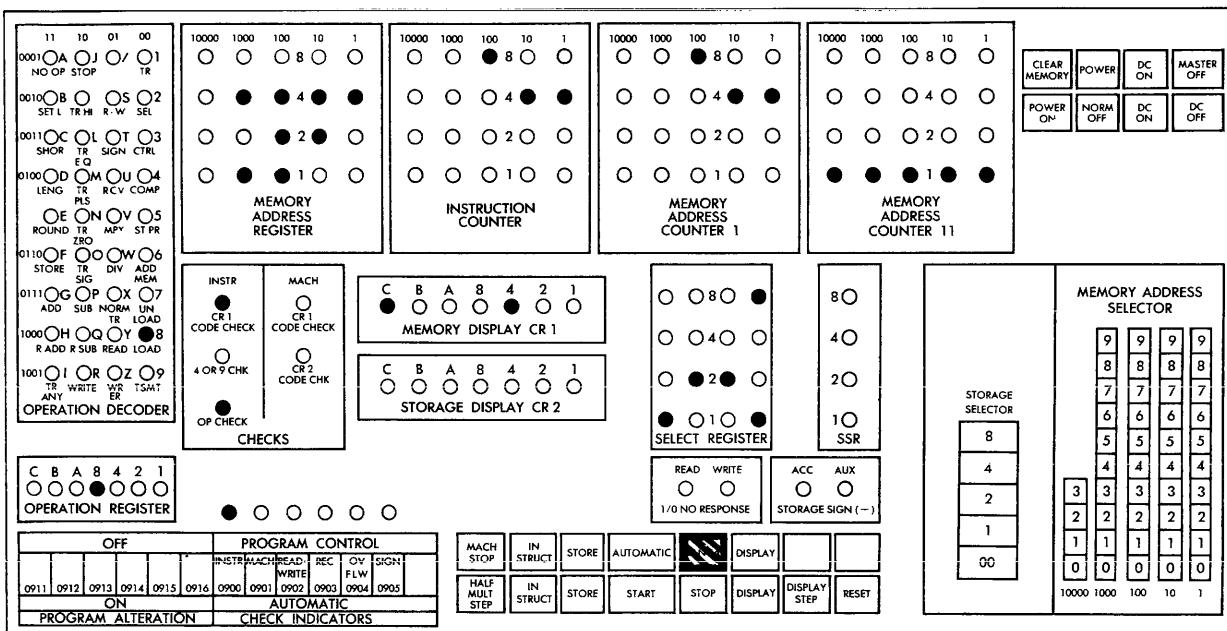 11 10 01 00
0001 A J / 1
NO OP STOP TR
0010 B S 2
SET L TR HI R-W SEL
0011 C L T 3
SHOR TR EQ SIGN CTRL
0100 D M U 4
LENG TR PLS RCV COMP
E N V 5
ROUND TR ZRO MPY ST PR
0110 F O W 6
STORE TR SIG DIV ADD MEM
0111 G P X 7
ADD SUB NORM TR UN LOAD
1000 H Q Y 8
R ADD R SUB READ LOAD
1001 I R Z 9
TR ANY WRITE WR ER TSMT
OPERATION DECODER
10000 1000 100 10 1
8
4
2
1
MEMORY
ADDRESS
REGISTER
10000 1000 100 10 1
8
4
2
1
INSTRUCTION
COUNTER
10000 1000 100 10 1
8
4
2
1
MEMORY
ADDRESS
COUNTER 1
10000 1000 100 10 1
8
4
2
1
MEMORY
ADDRESS
COUNTER 11
CLEAR MEMORY
POWER
DC ON
MASTER OFF
POWER ON
NORM OFF
DC ON
DC OFF
INSTR MACH
CR 1 CODE CHECK
CR 1 CODE CHECK
4 OR 9 CHK
CR 2 CODE CHK
OP CHECK
CHECKS
C B A 8 4 2 1
MEMORY DISPLAY CR 1
C B A 8 4 2 1
STORAGE DISPLAY CR 2
8
4
2
1
SELECT REGISTER
8
4
2
1
SSR
STORAGE
SELECTOR
8
4
2
1
00
MEMORY ADDRESS
SELECTOR
9 9 9 9
8 8 8 8
7 7 7 7
6 6 6 6
5 5 5 5
4 4 4 4
3 3 3 3 3
2 2 2 2 2
1 1 1 1 1
0 0 0 0 0
10000 1000 100 10 1
C B A 8 4 2 1
OPERATION REGISTER
READ WRITE
1/0 NO RESPONSE
ACC AUX
STORAGE SIGN (−)
OFF PROGRAM CONTROL
INSTR MACH READ-WRITE REC OV FLW SIGN
0911 0912 0913 0914 0915 0916 0900 0901 0902 0903 0904 0905
ON AUTOMATIC
PROGRAM ALTERATION CHECK INDICATORS
MACH STOP
IN STRUCT
STORE
AUTOMATIC
DISPLAY
HALF MULT STEP
IN STRUCT
STORE
START
STOP
DISPLAY
DISPLAY STEP
RESET